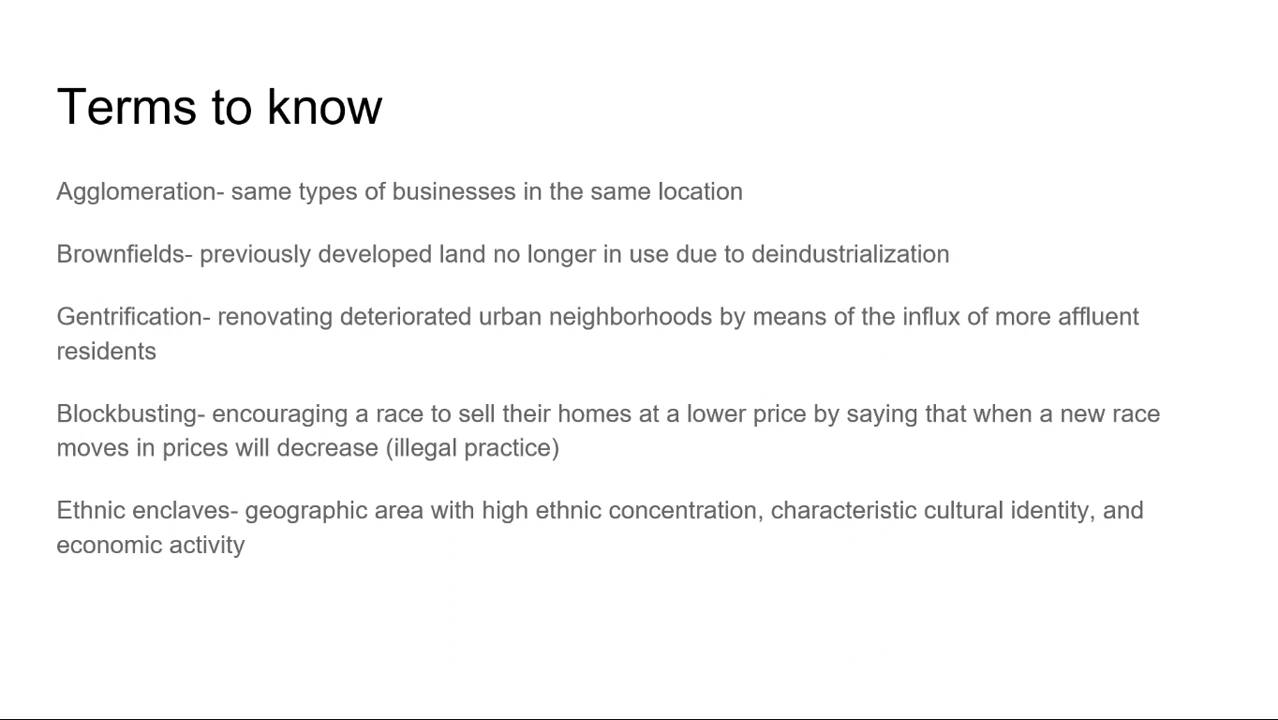 Terms to know
Agglomeration- same types of businesses in the same location
Brownfields- previously developed land no longer in use due to deindustrialization
Gentrification- renovating deteriorated urban neighborhoods by means of the influx of more affluent
residents
Blockbusting- encouraging a race to sell their homes at a lower price by saying that when a new race
moves in prices will decrease (illegal practice)
Ethnic enclaves- geographic area with high ethnic concentration, characteristic cultural identity, and
economic activity